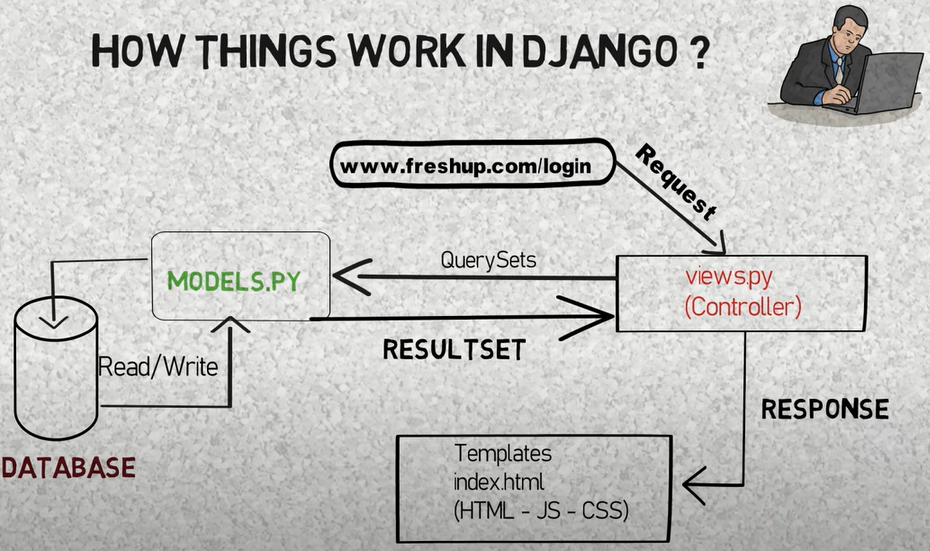 HOW THINGS WORK IN DJANGO ?
www.freshup.com/login
Request
QuerySets
MODELS.PY
views.py
(Controller)
RESULTSET
Read/Write
RESPONSE
DATABASE
Templates
index.html
(HTML - JS - CSS)